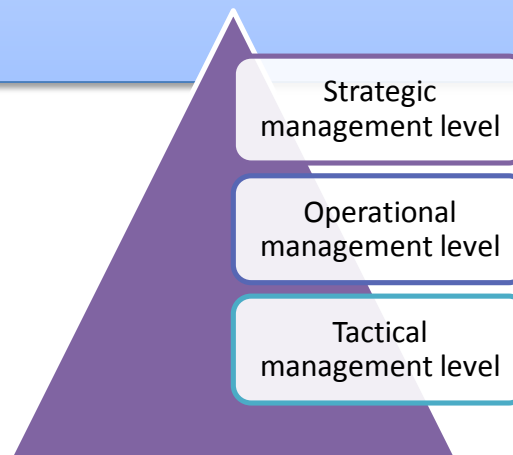 Strategic
management level
Operational
management level
Tactical
management level